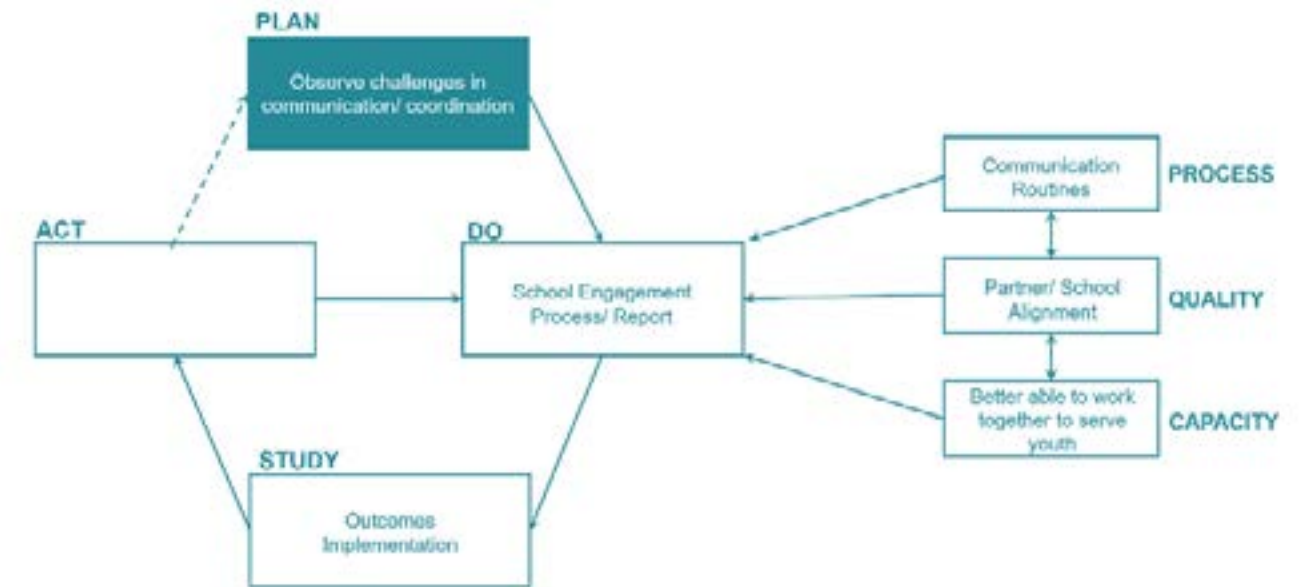 PLAN
Observe challenges in
communication/ coordination
ACT
DO
School Engagement
Process/ Report
STUDY
Outcomes
Implementation
Communication
Routines
PROCESS
Partner/ School
Alignment
QUALITY
Better able to work
together to serve
youth
CAPACITY